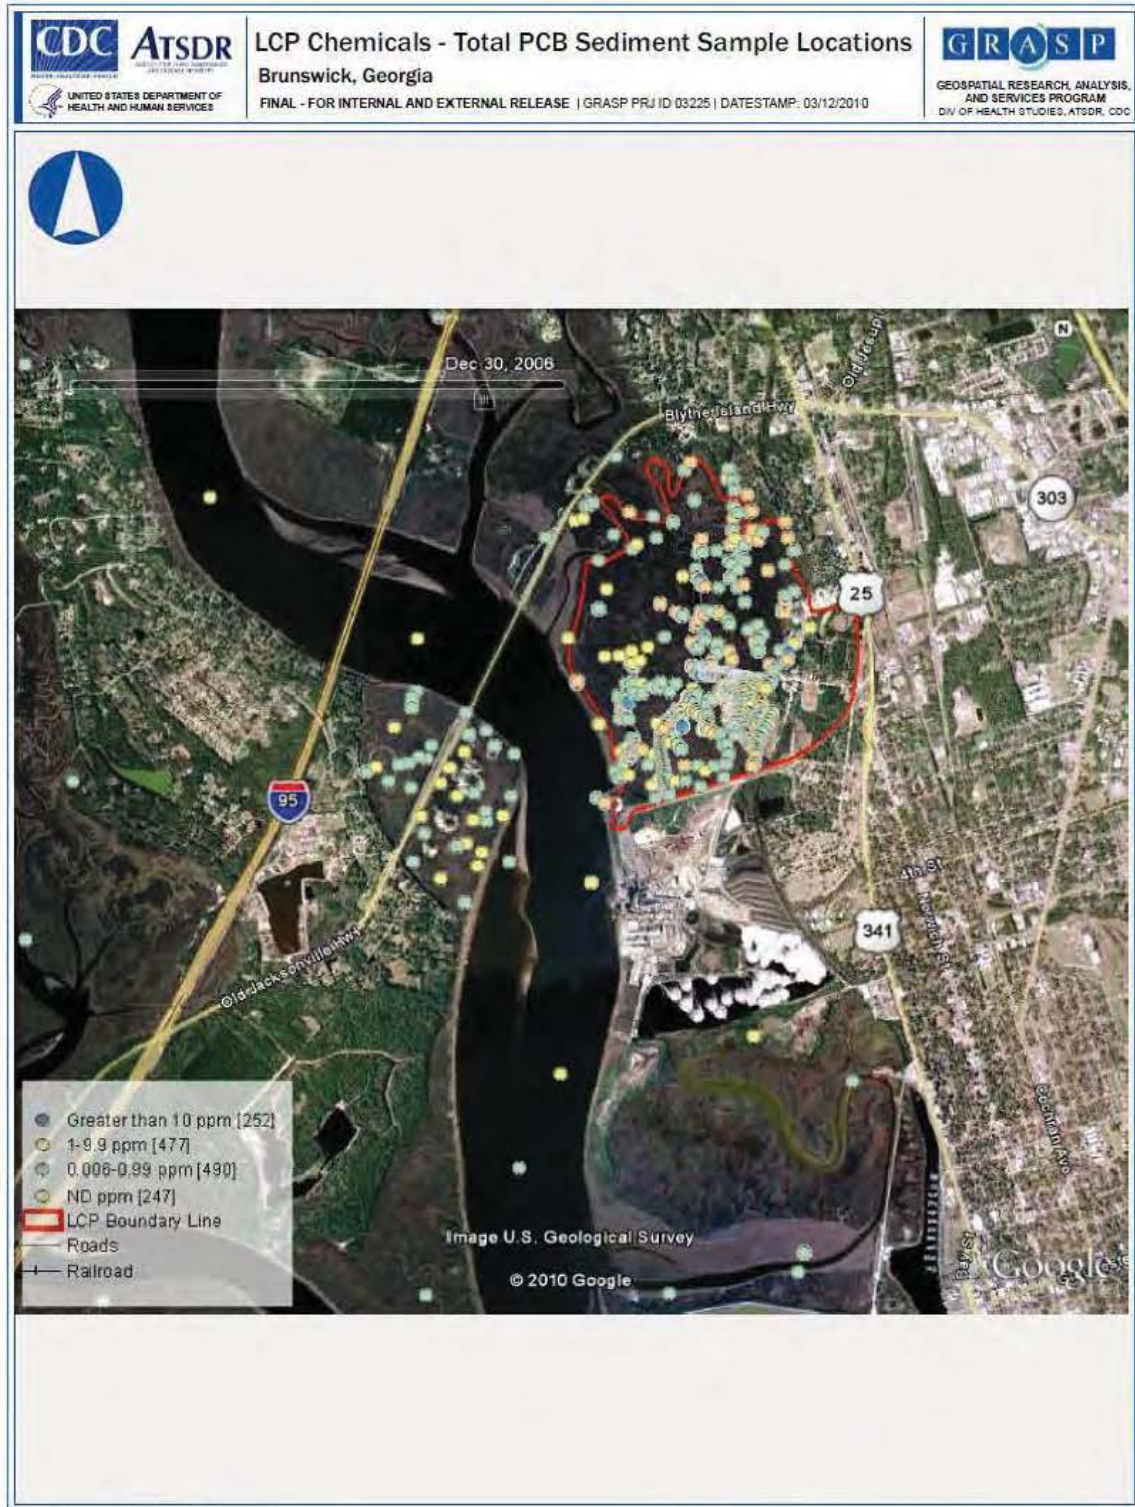 CDC
ATSDR
UNITED STATES DEPARTMENT OF
HEALTH AND HUMAN SERVICES
LCP Chemicals - Total PCB Sediment Sample Locations
Brunswick, Georgia
FINAL - FOR INTERNAL AND EXTERNAL RELEASE | GRASP PRJ ID 03225 | DATESTAMP: 03/12/2010
GRASP
GEOSPATIAL RESEARCH, ANALYSIS,
AND SERVICES PROGRAM
DIV OF HEALTH STUDIES, ATSDR, CDC
N
Dec 30, 2006
Old Jesup
Blythe Island Hwy
303
25
95
4th St
Norwich St
341
Old Jacksonville Hwy
Cochran Ave
Bay St
Greater than 10 ppm [252]
1-9.9 ppm [477]
0.006-0.99 ppm [490]
ND ppm [247]
LCP Boundary Line
Roads
Railroad
Image U.S. Geological Survey
© 2010 Google
Google